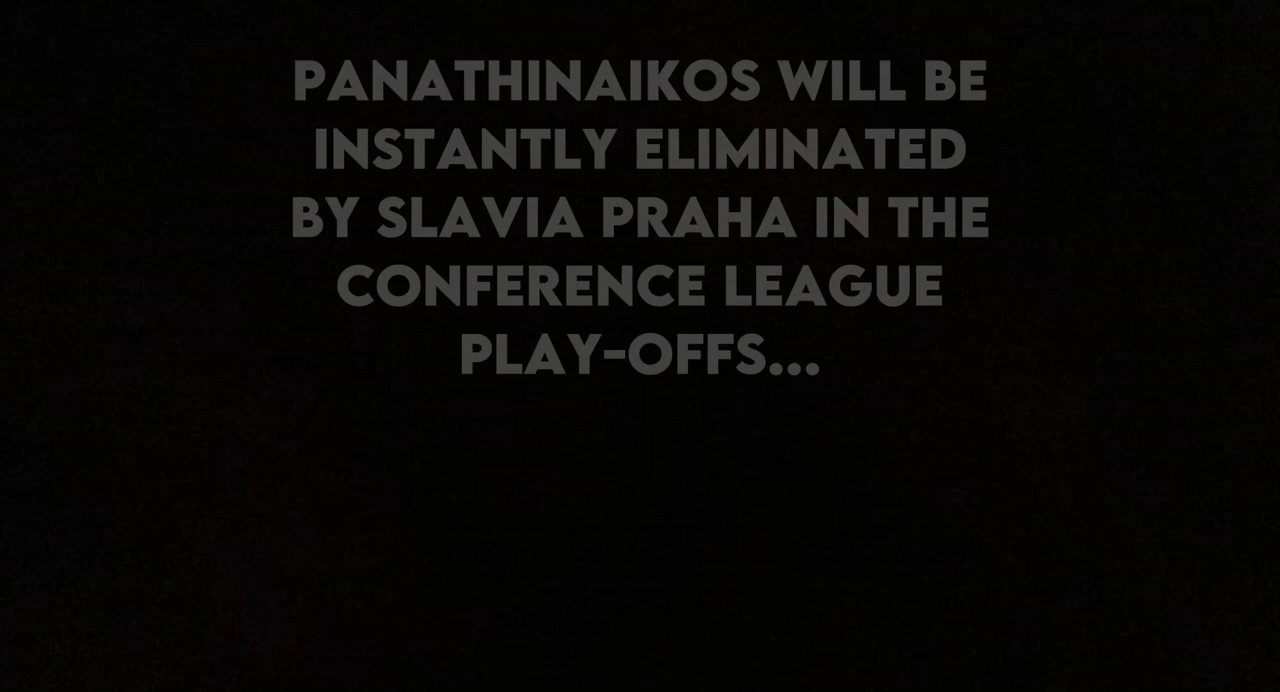 PANATHINAIKOS WILL BE
INSTANTLY ELIMINATED
BY SLAVIA PRAHA IN THE
CONFERENCE LEAGUE
PLAY-OFFS...